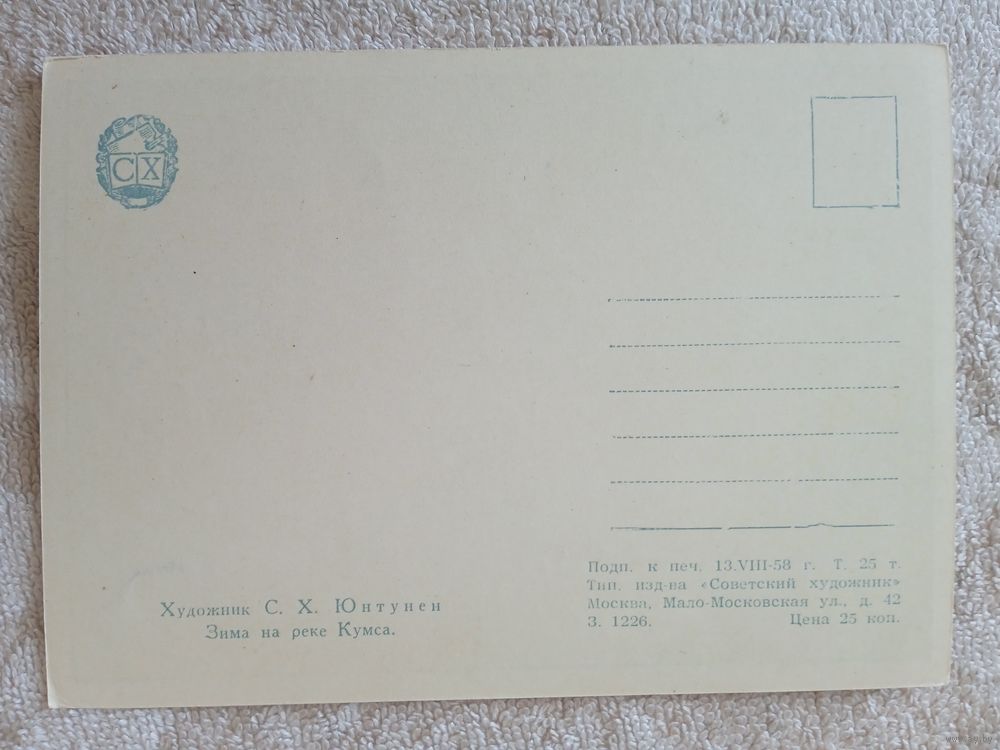 СХ
Художник С. Х. Юнтунен
Зима на реке Кумса.
Подп. к печ. 13.VIII-58 г. Т. 25 т.
Тип. изд-ва «Советский художник»
Москва, Мало-Московская ул., д. 42
З. 1226. Цена 25 коп.